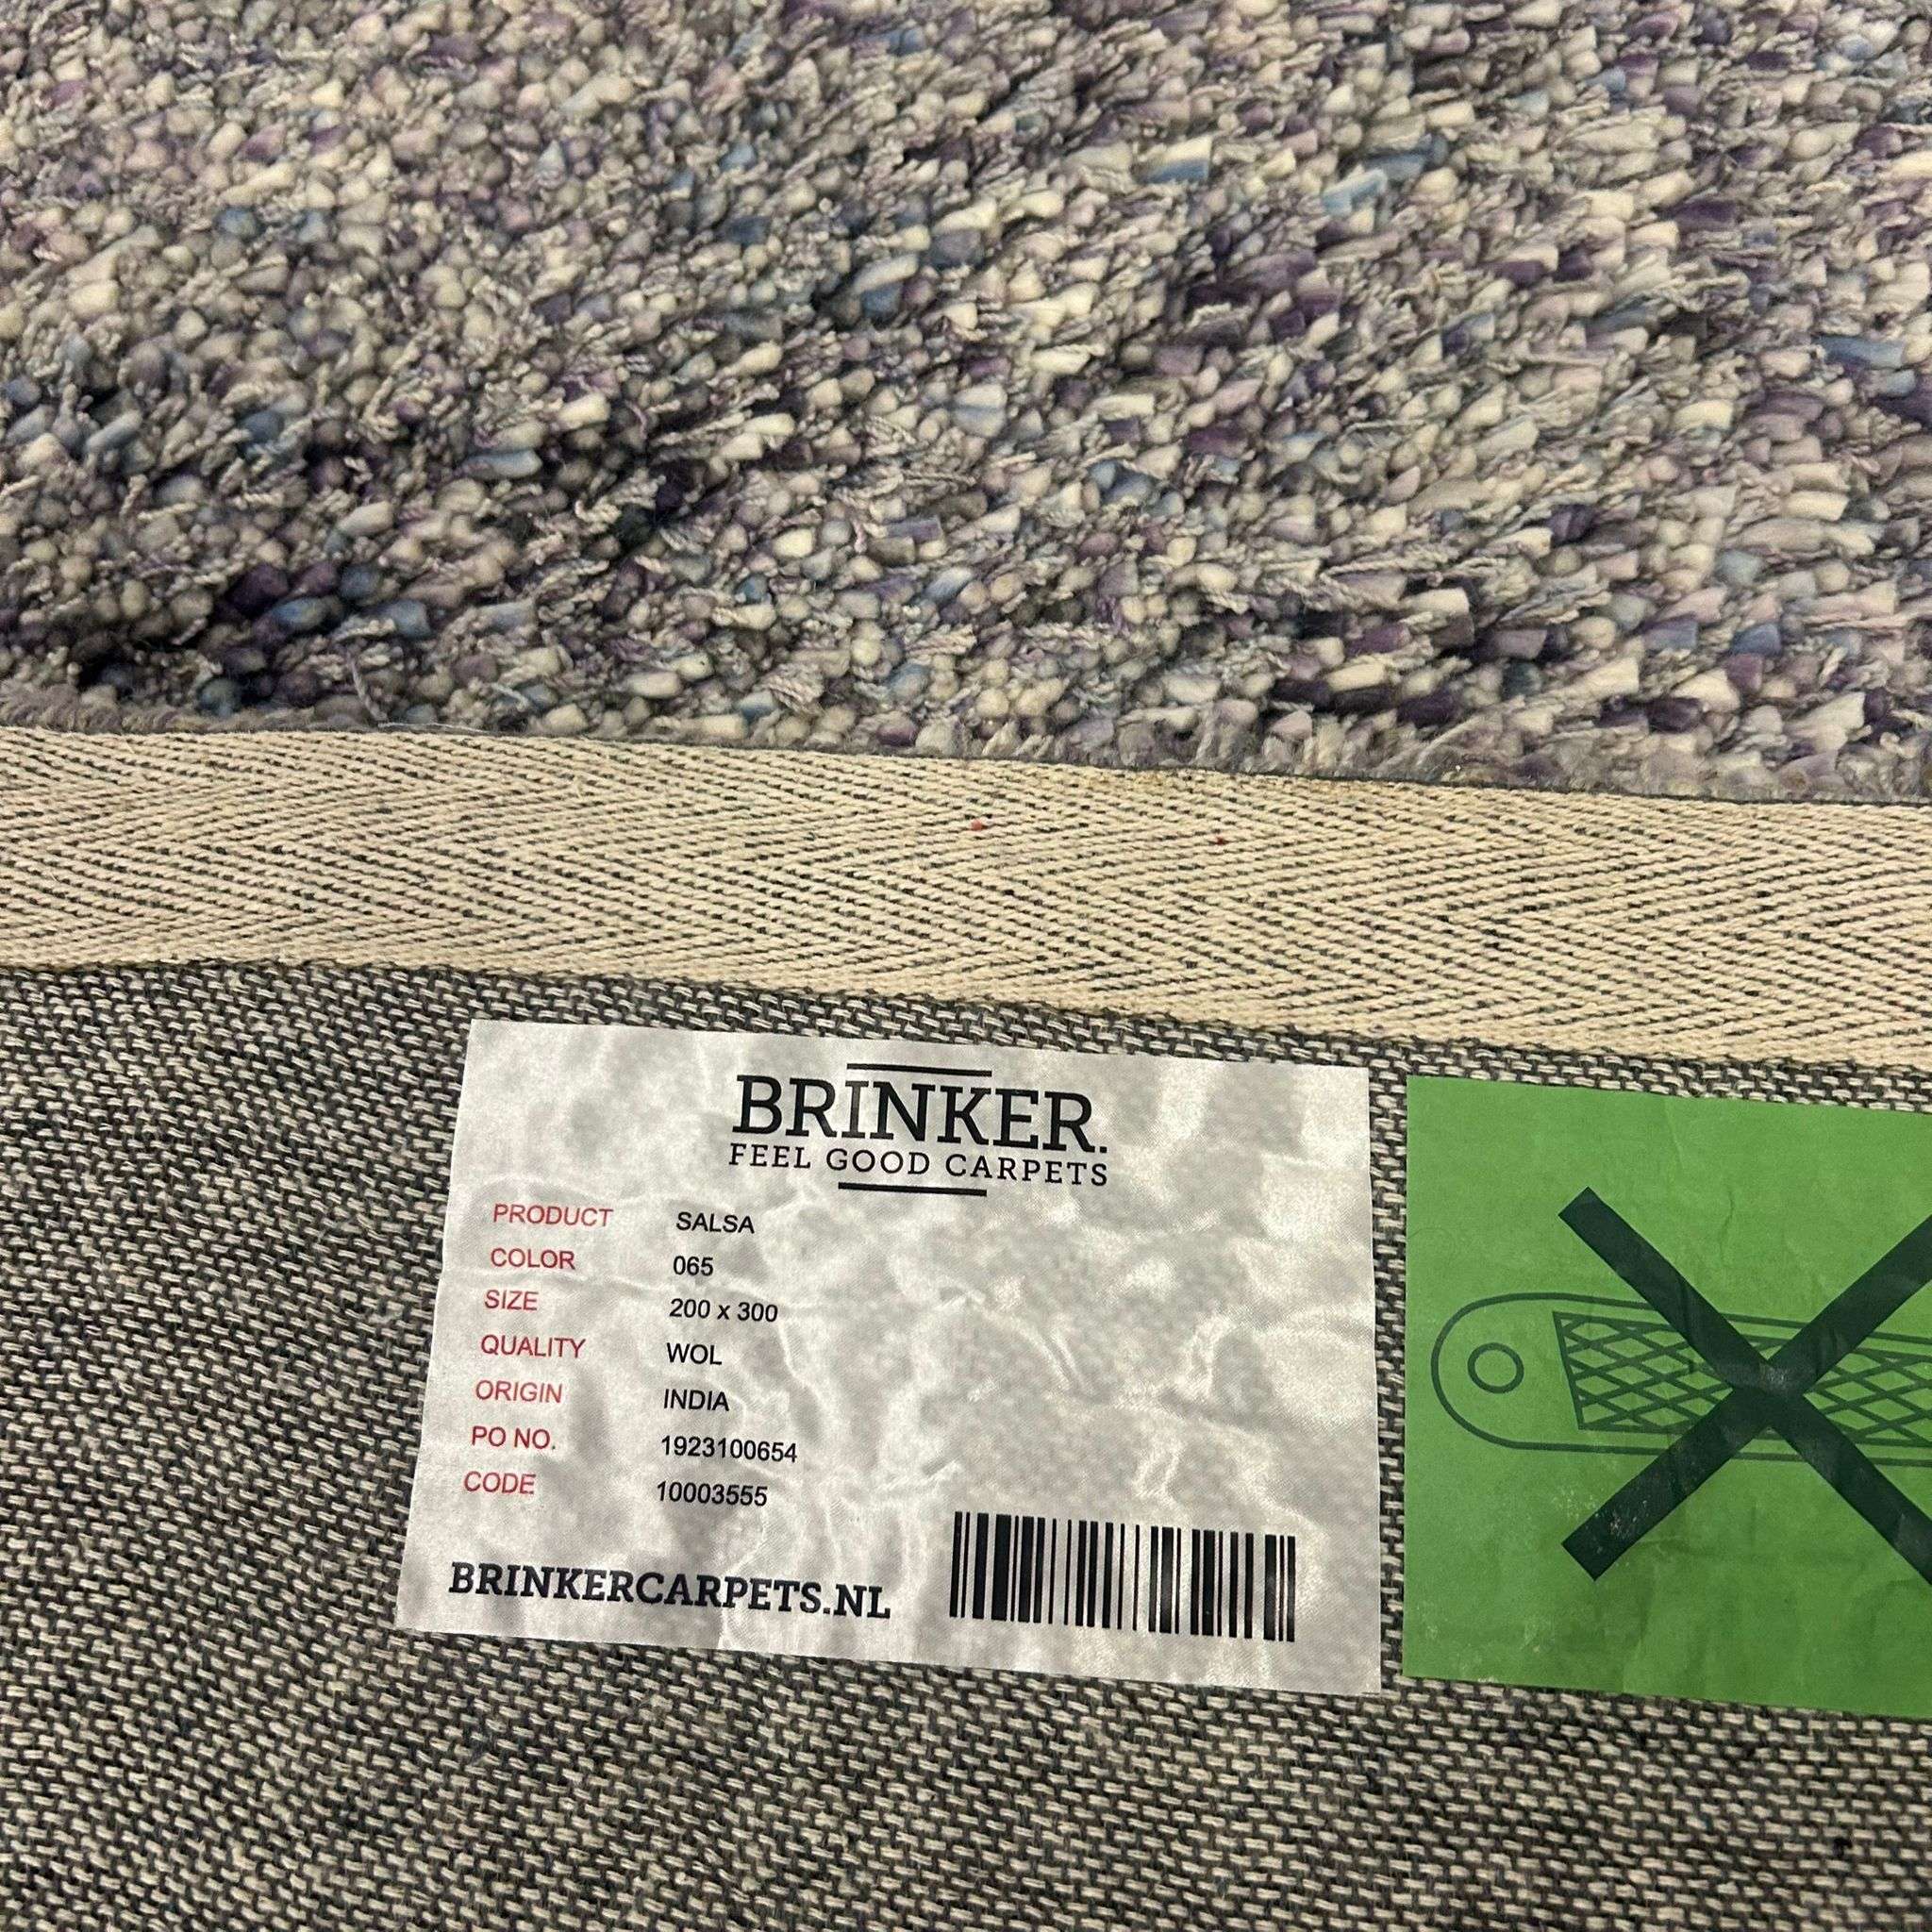 BRINKER.
FEEL GOOD CARPETS
PRODUCT SALSA
COLOR 065
SIZE 200 x 300
QUALITY WOL
ORIGIN INDIA
PO NO. 1923100654
CODE 10003555
BRINKERCARPETS.NL